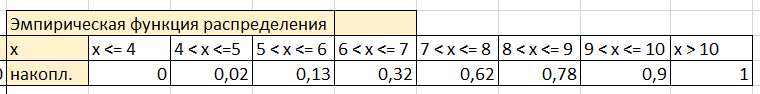 Эмпирическая функция распределения
x x <= 4 4 < x <=5 5 < x <= 6 6 < x <= 7 7 < x <= 8 8 < x <= 9 9 < x <= 10 x > 10
накопл. 0 0,02 0,13 0,32 0,62 0,78 0,9 1